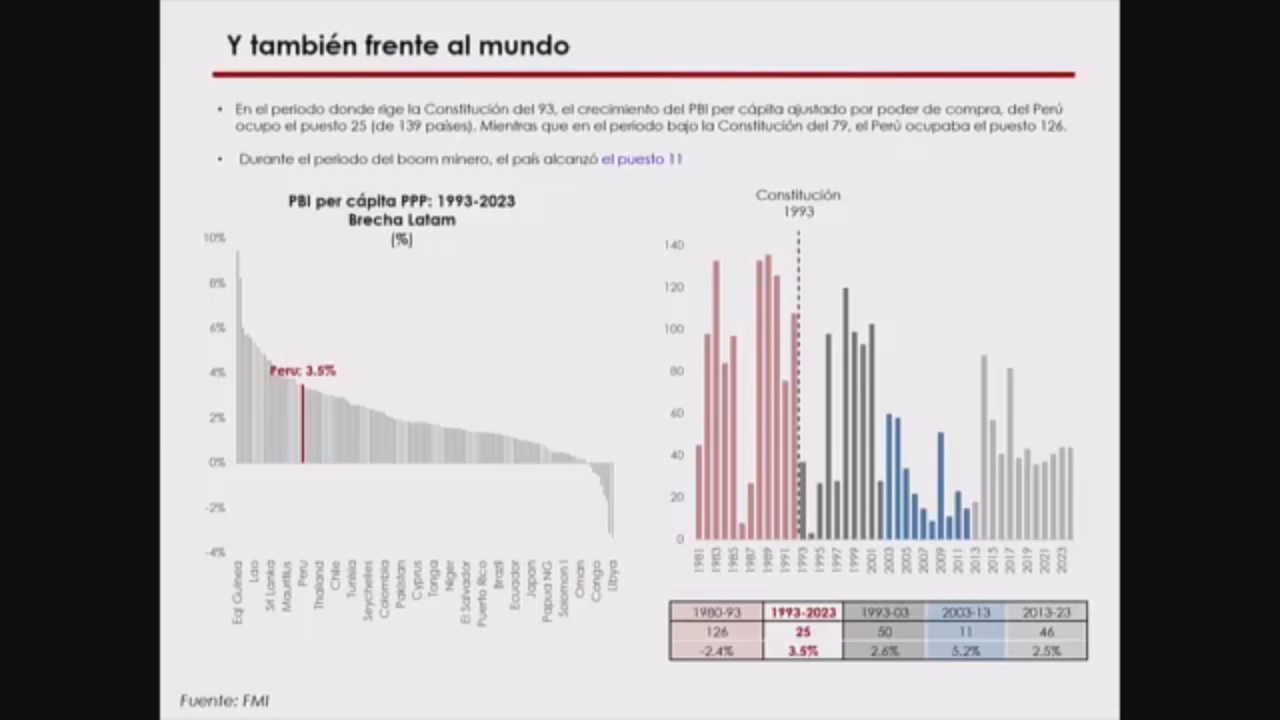 Y también frente al mundo
• En el periodo donde rige la Constitución del 93, el crecimiento del PBI per cápita ajustado por poder de compra, del Perú
ocupo el puesto 25 (de 139 países). Mientras que en el periodo bajo la Constitución del 79, el Perú ocupaba el puesto 126.
• Durante el periodo del boom minero, el país alcanzó el puesto 11
PBI per cápita PPP: 1993-2023
Brecha Latam
(%)
10%
8%
6%
4%
2%
0%
-2%
-4%
Peru: 3.5%
Eql Guinea
Lao
Sri Lanka
Mauritius
Peru
Thailand
Chile
Tunisia
Seychelles
Colombia
Pakistan
Cyprus
Tonga
Niger
El Salvador
Puerto Rico
Brazil
Ecuador
Japan
Papua NG
Solomon I
Oman
Congo
Libya
Constitución
1993
140
120
100
80
60
40
20
0
1981
1983
1985
1987
1989
1991
1993
1995
1997
1999
2001
2003
2005
2007
2009
2011
2013
2015
2017
2019
2021
2023
1980-93 1993-2023 1993-03 2003-13 2013-23
126 25 50 11 46
-2.4% 3.5% 2.6% 5.2% 2.5%
Fuente: FMI